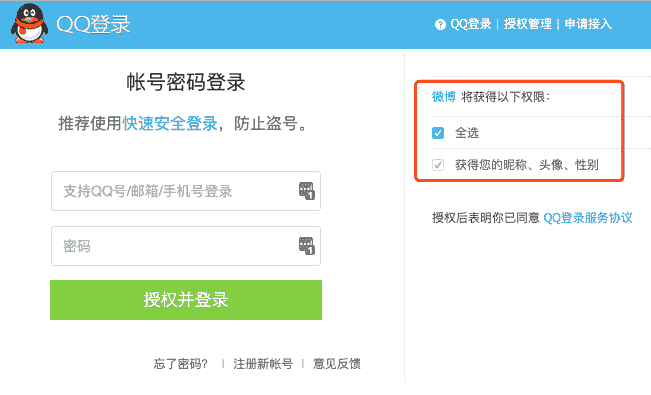 QQ登录
? QQ登录 | 授权管理 | 申请接入
帐号密码登录
推荐使用快速安全登录，防止盗号。
支持QQ号/邮箱/手机号登录
1
密码
1
授权并登录
忘了密码？ | 注册新帐号 | 意见反馈
微博 将获得以下权限：
全选
获得您的昵称、头像、性别
授权后表明你已同意 QQ登录服务协议